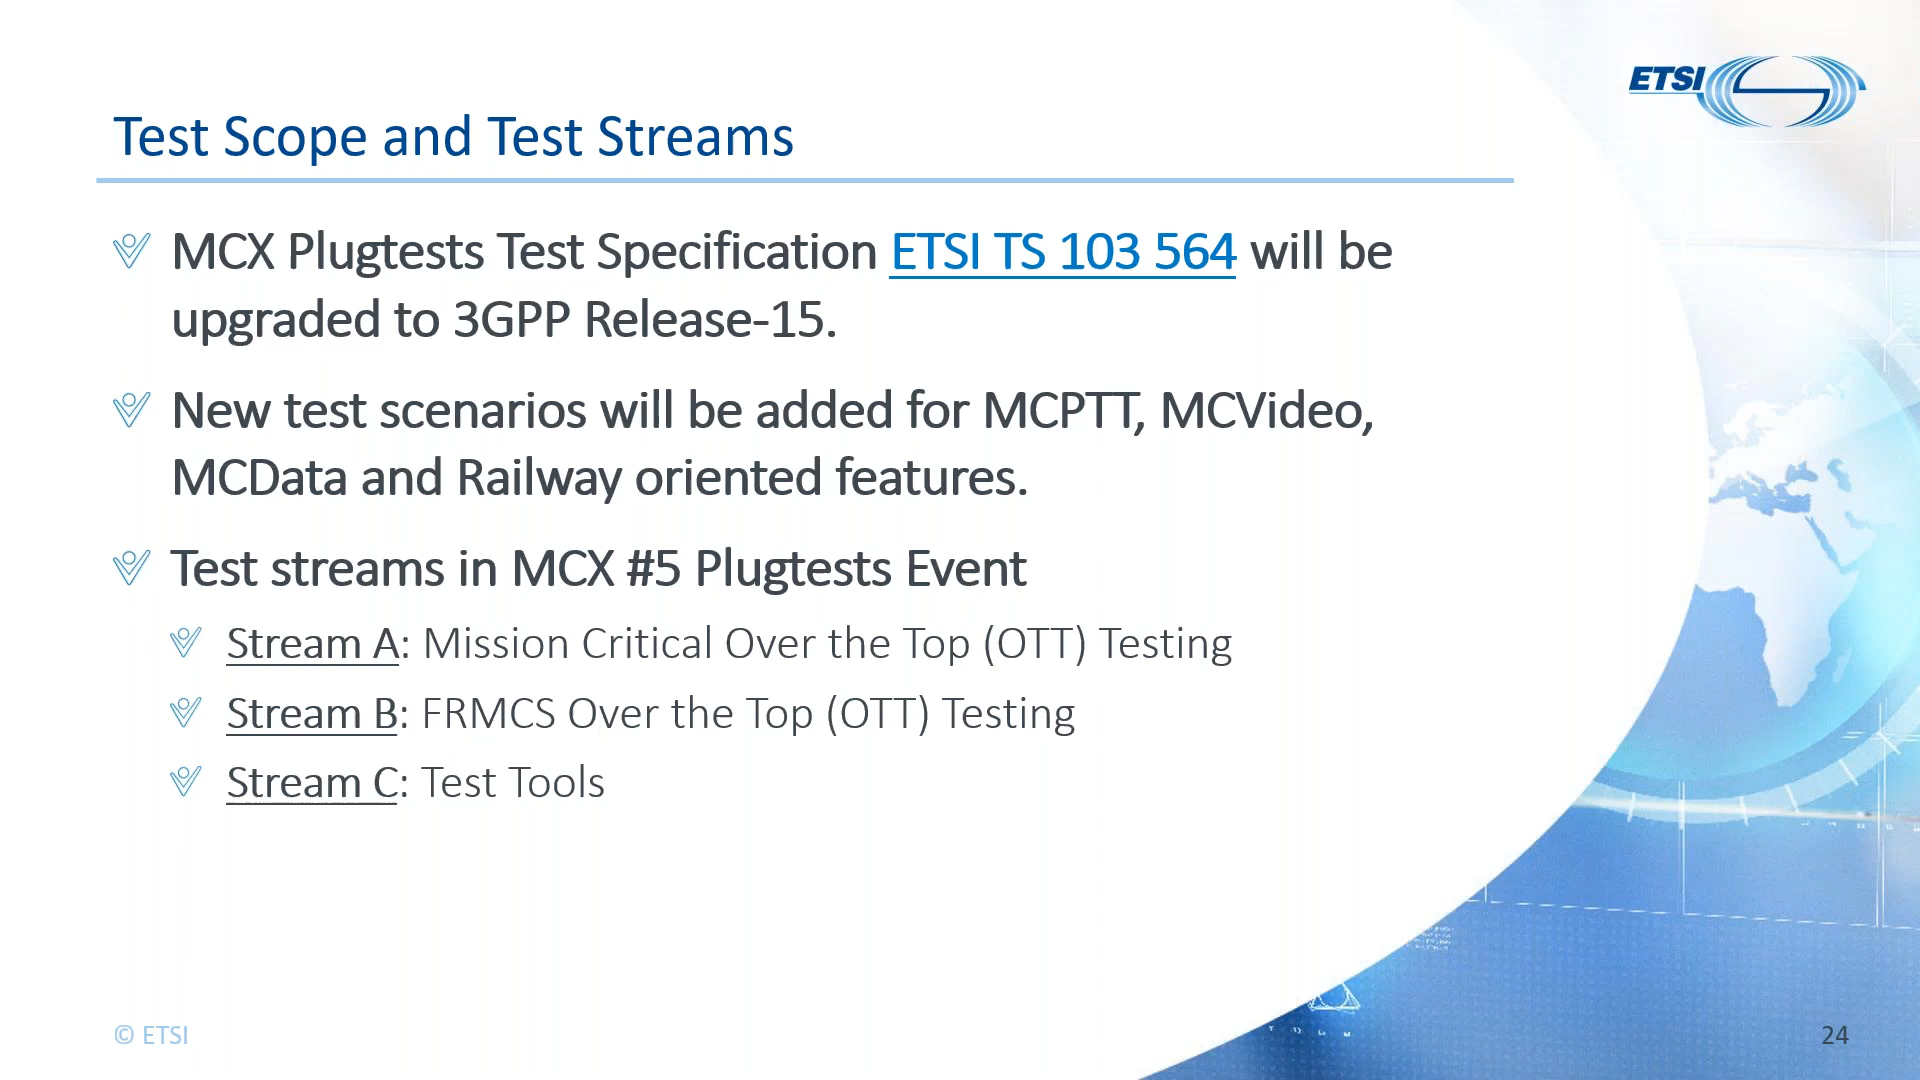 ETSI
Test Scope and Test Streams
MCX Plugtests Test Specification ETSI TS 103 564 will be
upgraded to 3GPP Release-15.
New test scenarios will be added for MCPTT, MCVideo,
MCData and Railway oriented features.
Test streams in MCX #5 Plugtests Event
Stream A: Mission Critical Over the Top (OTT) Testing
Stream B: FRMCS Over the Top (OTT) Testing
Stream C: Test Tools
© ETSI
24